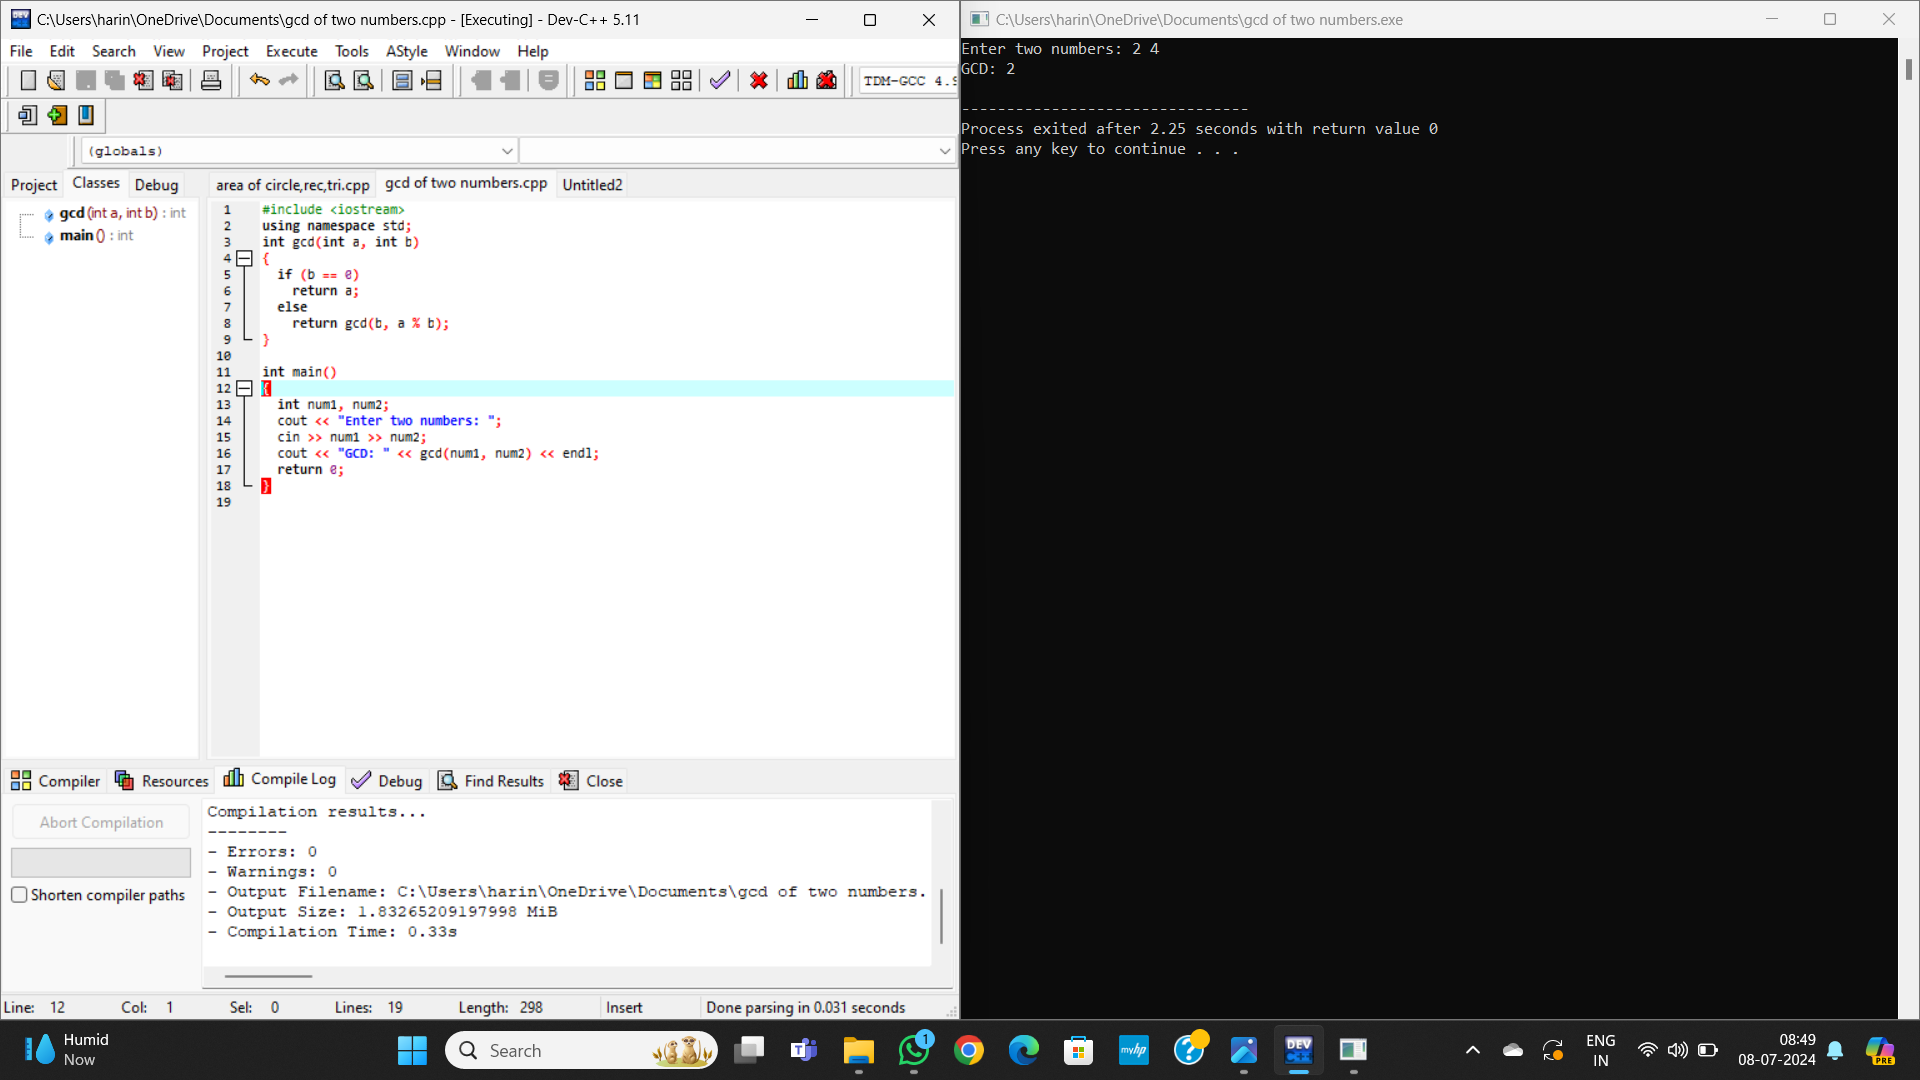 C:\Users\harin\OneDrive\Documents\gcd of two numbers.cpp - [Executing] - Dev-C++ 5.11
File Edit Search View Project Execute Tools AStyle Window Help
TDM-GCC 4.9
(globals)
Project Classes Debug
gcd (int a, int b) : int
main () : int
area of circle,rec,tri.cpp gcd of two numbers.cpp Untitled2
1 #include <iostream>
2 using namespace std;
3 int gcd(int a, int b)
4 {
5 if (b == 0)
6 return a;
7 else
8 return gcd(b, a % b);
9 }
10
11 int main()
12 {
13 int num1, num2;
14 cout << "Enter two numbers: ";
15 cin >> num1 >> num2;
16 cout << "GCD: " << gcd(num1, num2) << endl;
17 return 0;
18 }
19
Compiler Resources Compile Log Debug Find Results Close
Abort Compilation
Shorten compiler paths
Compilation results...
--------
- Errors: 0
- Warnings: 0
- Output Filename: C:\Users\harin\OneDrive\Documents\gcd of two numbers.
- Output Size: 1.83265209197998 MiB
- Compilation Time: 0.33s
Line: 12 Col: 1 Sel: 0 Lines: 19 Length: 298 Insert Done parsing in 0.031 seconds
C:\Users\harin\OneDrive\Documents\gcd of two numbers.exe
Enter two numbers: 2 4
GCD: 2
--------------------------------
Process exited after 2.25 seconds with return value 0
Press any key to continue . . .
Humid
Now
Search
1
myhp
DEV
C++
ENG
IN
08:49
08-07-2024
PRE